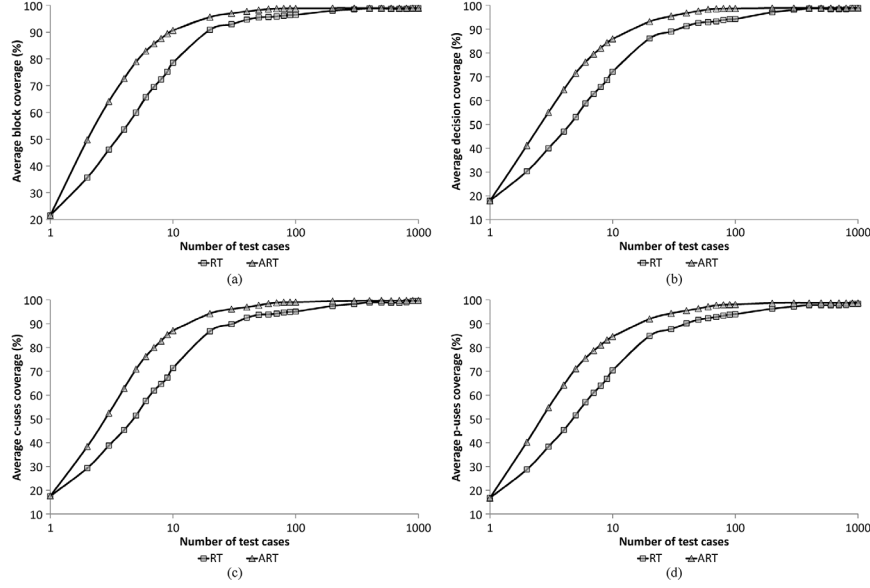 Average block coverage (%)
100
90
80
70
60
50
40
30
20
1
10
100
1000
Number of test cases
RT
ART
(a)
Average decision coverage (%)
100
90
80
70
60
50
40
30
20
10
1
10
100
1000
Number of test cases
RT
ART
(b)
Average c-uses coverage (%)
100
90
80
70
60
50
40
30
20
10
1
10
100
1000
Number of test cases
RT
ART
(c)
Average p-uses coverage (%)
100
90
80
70
60
50
40
30
20
10
1
10
100
1000
Number of test cases
RT
ART
(d)